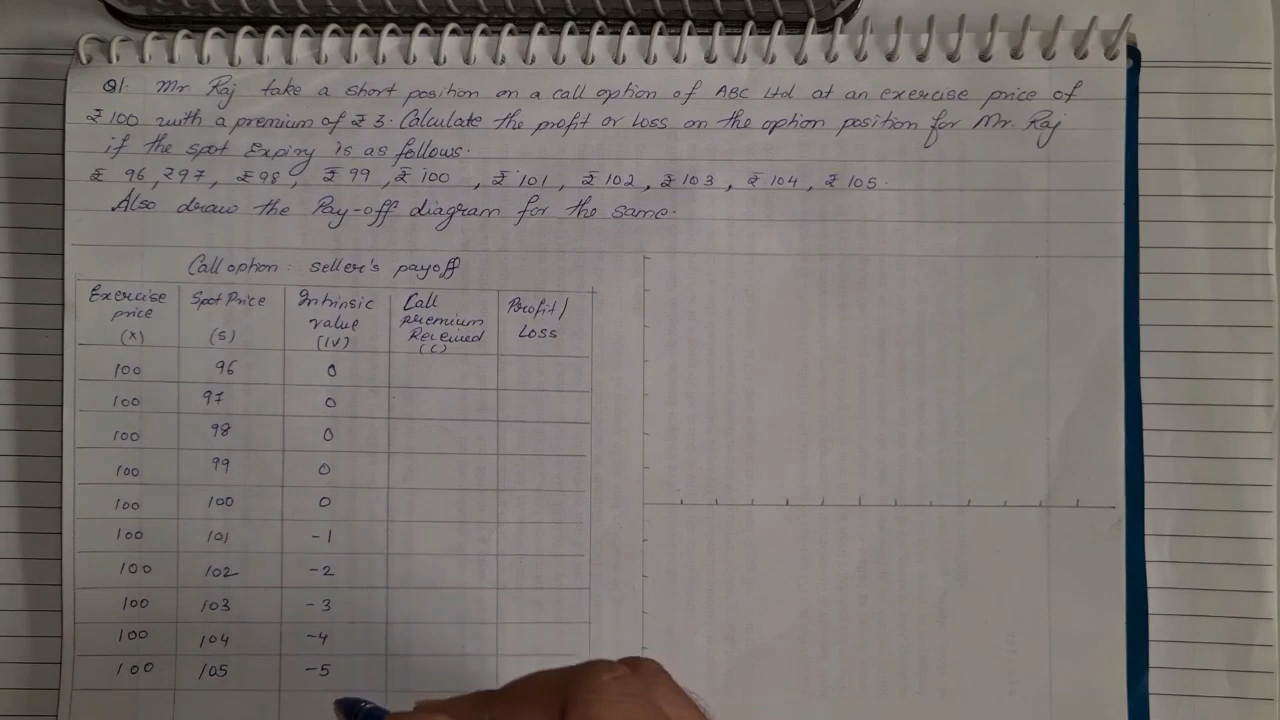 Q1. Mr Raj take a short position on a call option of ABC Ltd at an exercise price of
₹ 100 with a premium of ₹ 3. Calculate the profit or Loss on the option position for Mr. Raj
if the spot Expiry is as follows.
₹ 96, ₹97, ₹98, ₹ 99, ₹ 100, ₹ 101, ₹ 102, ₹ 103, ₹ 104, ₹ 105.
Also draw the Pay-off diagram for the same.
Call option: seller's payoff
Exercise price (X) Spot Price (S) Intrinsic value (IV) Call premium Received (C) Profit/ Loss
100 96 0
100 97 0
100 98 0
100 99 0
100 100 0
100 101 -1
100 102 -2
100 103 -3
100 104 -4
100 105 -5